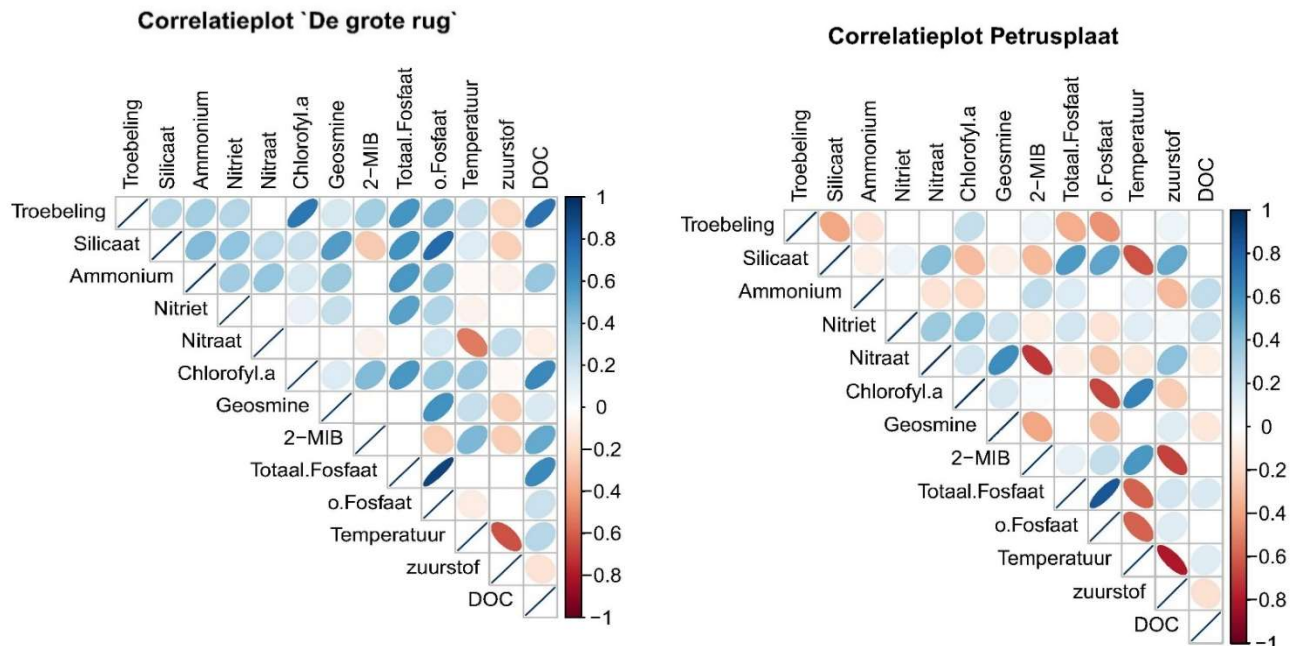 Correlatieplot `De grote rug`
Troebeling
Silicaat
Ammonium
Nitriet
Nitraat
Chlorofyl.a
Geosmine
2−MIB
Totaal.Fosfaat
o.Fosfaat
Temperatuur
zuurstof
DOC
Troebeling
Silicaat
Ammonium
Nitriet
Nitraat
Chlorofyl.a
Geosmine
2−MIB
Totaal.Fosfaat
o.Fosfaat
Temperatuur
zuurstof
DOC
1
0.8
0.6
0.4
0.2
0
−0.2
−0.4
−0.6
−0.8
−1
Correlatieplot Petrusplaat
Troebeling
Silicaat
Ammonium
Nitriet
Nitraat
Chlorofyl.a
Geosmine
2−MIB
Totaal.Fosfaat
o.Fosfaat
Temperatuur
zuurstof
DOC
Troebeling
Silicaat
Ammonium
Nitriet
Nitraat
Chlorofyl.a
Geosmine
2−MIB
Totaal.Fosfaat
o.Fosfaat
Temperatuur
zuurstof
DOC
1
0.8
0.6
0.4
0.2
0
−0.2
−0.4
−0.6
−0.8
−1